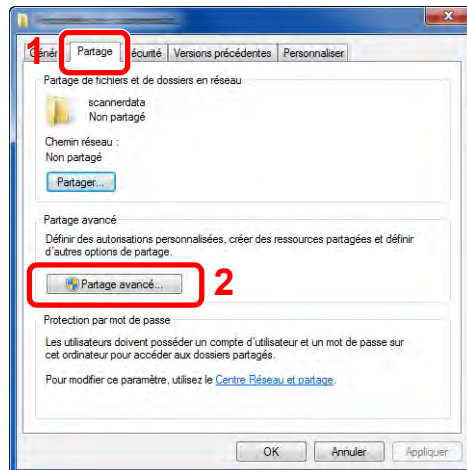 1
Partage
Versions précédentes
Personnaliser
Partage de fichiers et de dossiers en réseau
scannerdata
Non partagé
Chemin réseau :
Non partagé
Partager...
Partage avancé
Définir des autorisations personnalisées, créer des ressources partagées et définir
d'autres options de partage.
Partage avancé...
2
Protection par mot de passe
Les utilisateurs doivent posséder un compte d'utilisateur et un mot de passe sur
cet ordinateur pour accéder aux dossiers partagés.
Pour modifier ce paramètre, utilisez le Centre Réseau et partage.
OK
Annuler
Appliquer